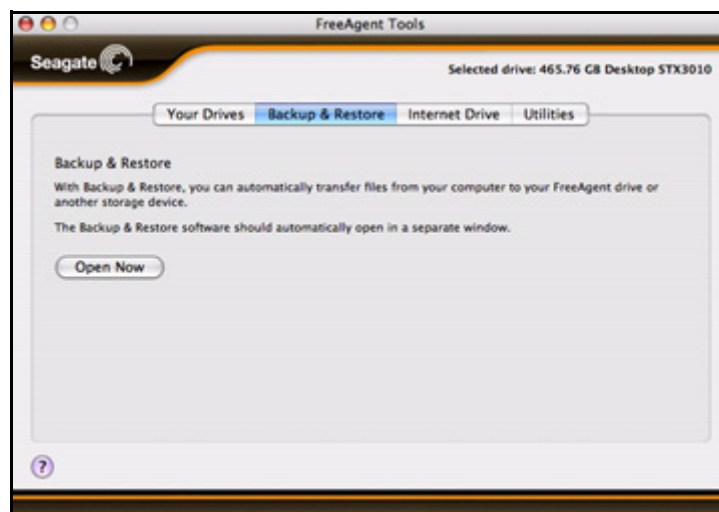 FreeAgent Tools
Seagate
Selected drive: 465.76 GB Desktop STX3010
Your Drives Backup & Restore Internet Drive Utilities
Backup & Restore
With Backup & Restore, you can automatically transfer files from your computer to your FreeAgent drive or
another storage device.
The Backup & Restore software should automatically open in a separate window.
Open Now
?